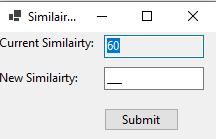 Similair...
Current Similairty: 60
New Similairty: __
Submit